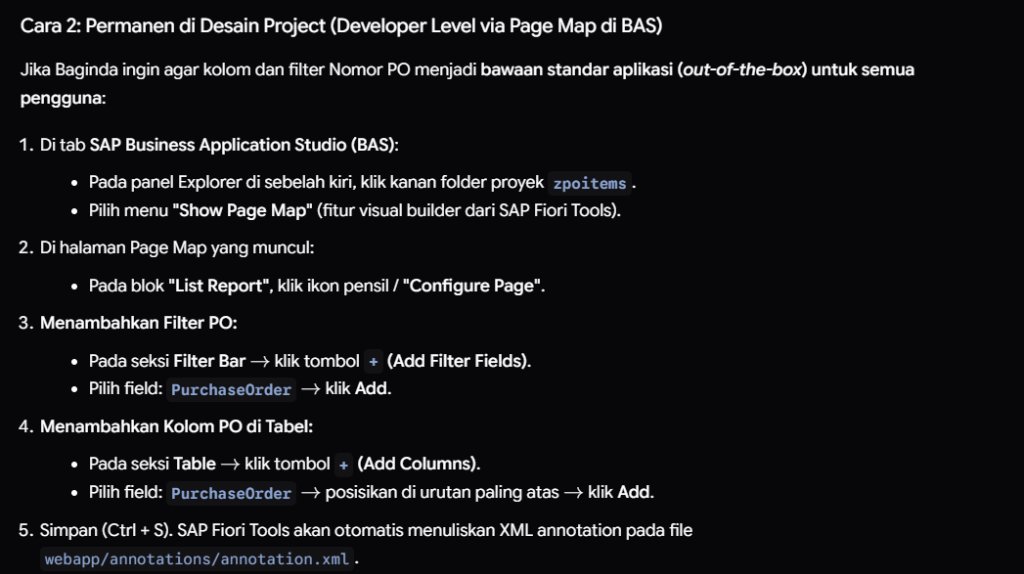 Cara 2: Permanen di Desain Project (Developer Level via Page Map di BAS)
Jika Baginda ingin agar kolom dan filter Nomor PO menjadi bawaan standar aplikasi (out-of-the-box) untuk semua
pengguna:
1. Di tab SAP Business Application Studio (BAS):
• Pada panel Explorer di sebelah kiri, klik kanan folder proyek zpoitems.
• Pilih menu "Show Page Map" (fitur visual builder dari SAP Fiori Tools).
2. Di halaman Page Map yang muncul:
• Pada blok "List Report", klik ikon pensil / "Configure Page".
3. Menambahkan Filter PO:
• Pada seksi Filter Bar → klik tombol + (Add Filter Fields).
• Pilih field: PurchaseOrder → klik Add.
4. Menambahkan Kolom PO di Tabel:
• Pada seksi Table → klik tombol + (Add Columns).
• Pilih field: PurchaseOrder → posisikan di urutan paling atas → klik Add.
5. Simpan (Ctrl + S). SAP Fiori Tools akan otomatis menuliskan XML annotation pada file
webapp/annotations/annotation.xml.